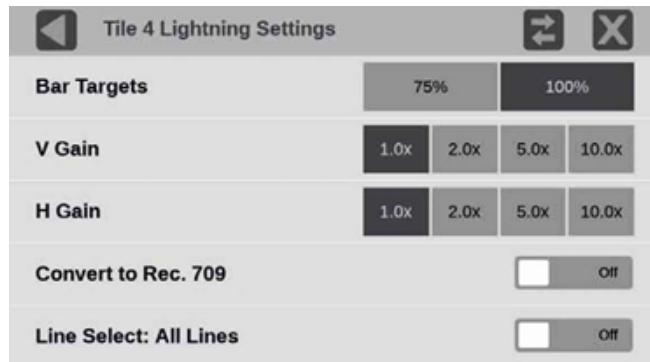 Tile 4 Lightning Settings
Bar Targets 75% 100%
V Gain 1.0x 2.0x 5.0x 10.0x
H Gain 1.0x 2.0x 5.0x 10.0x
Convert to Rec. 709 Off
Line Select: All Lines Off